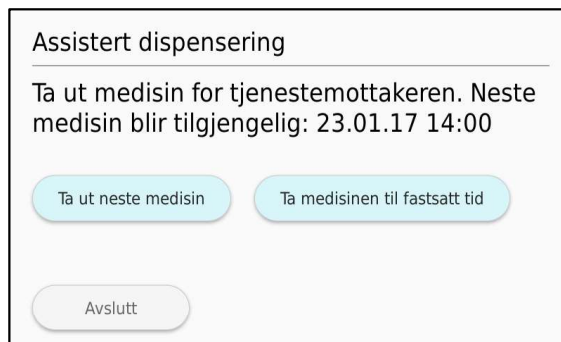 Assistert dispensering
Ta ut medisin for tjenestemottakeren. Neste
medisin blir tilgjengelig: 23.01.17 14:00
Ta ut neste medisin
Ta medisinen til fastsatt tid
Avslutt